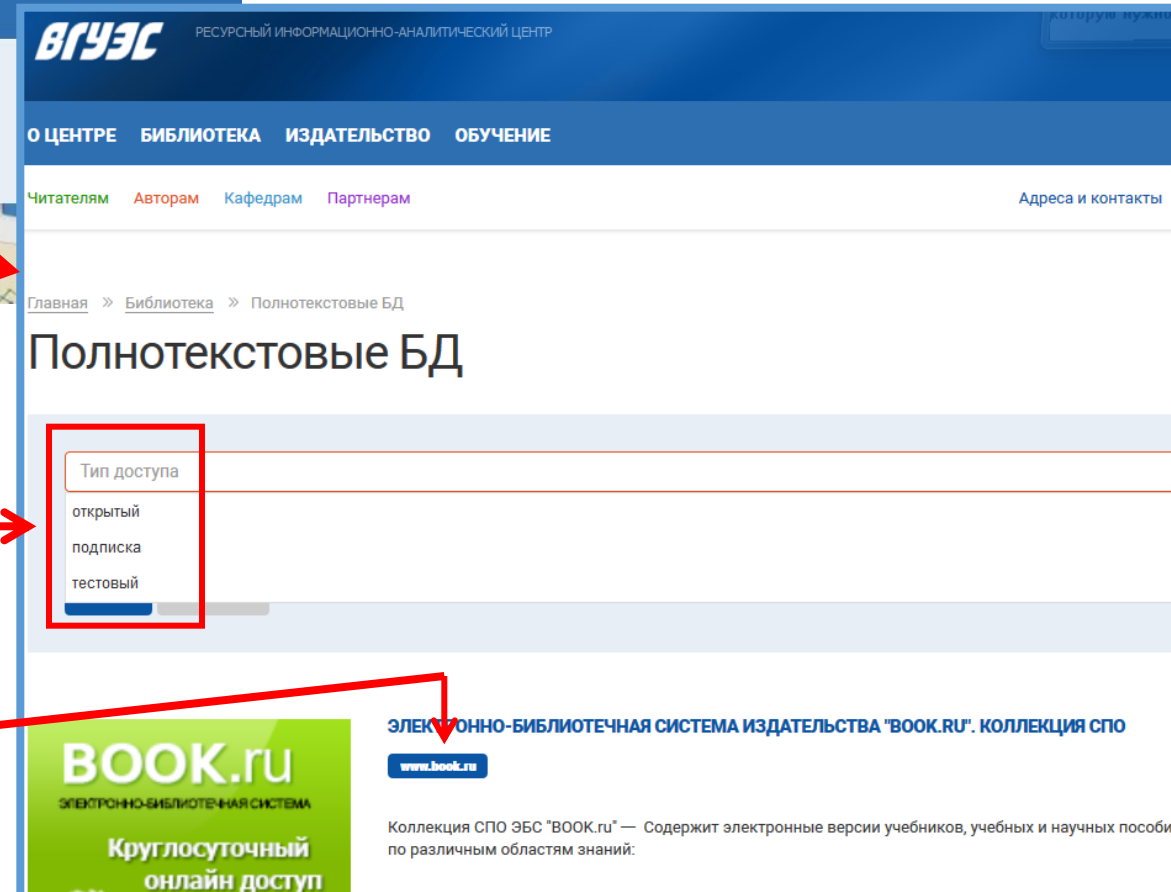 которую нужно
ВГУЭС
РЕСУРСНЫЙ ИНФОРМАЦИОННО-АНАЛИТИЧЕСКИЙ ЦЕНТР
О ЦЕНТРЕ БИБЛИОТЕКА ИЗДАТЕЛЬСТВО ОБУЧЕНИЕ
Читателям Авторам Кафедрам Партнерам Адреса и контакты
Главная » Библиотека » Полнотекстовые БД
Полнотекстовые БД
Тип доступа
открытый
подписка
тестовый
BOOK.ru
ЭЛЕКТРОННО-БИБЛИОТЕЧНАЯ СИСТЕМА
Круглосуточный
онлайн доступ
ЭЛЕКТРОННО-БИБЛИОТЕЧНАЯ СИСТЕМА ИЗДАТЕЛЬСТВА "BOOK.RU". КОЛЛЕКЦИЯ СПО
www.book.ru
Коллекция СПО ЭБС "BOOK.ru" — Содержит электронные версии учебников, учебных и научных пособи
по различным областям знаний: